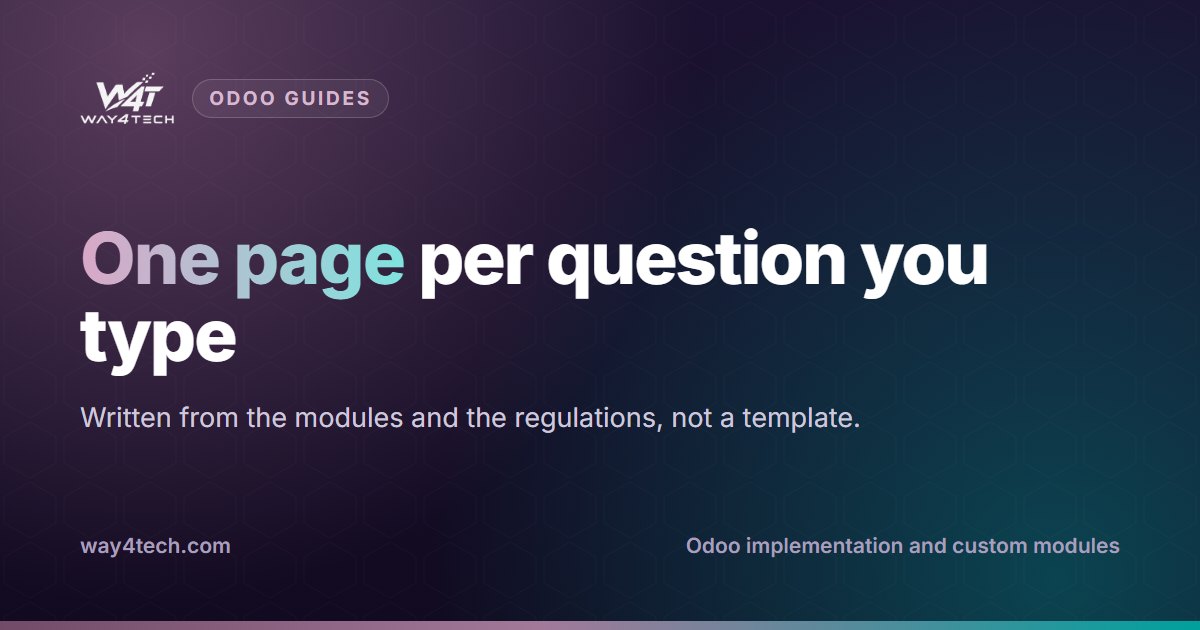 W4T
WAY4TECH
ODOO GUIDES
One page per question you
type
Written from the modules and the regulations, not a template.
way4tech.com
Odoo implementation and custom modules